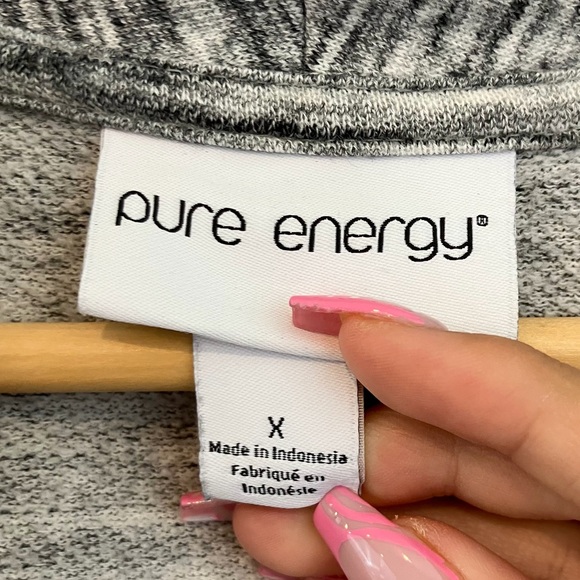 pure energy®
X
Made in Indonesia
Fabriqué en
Indonésie